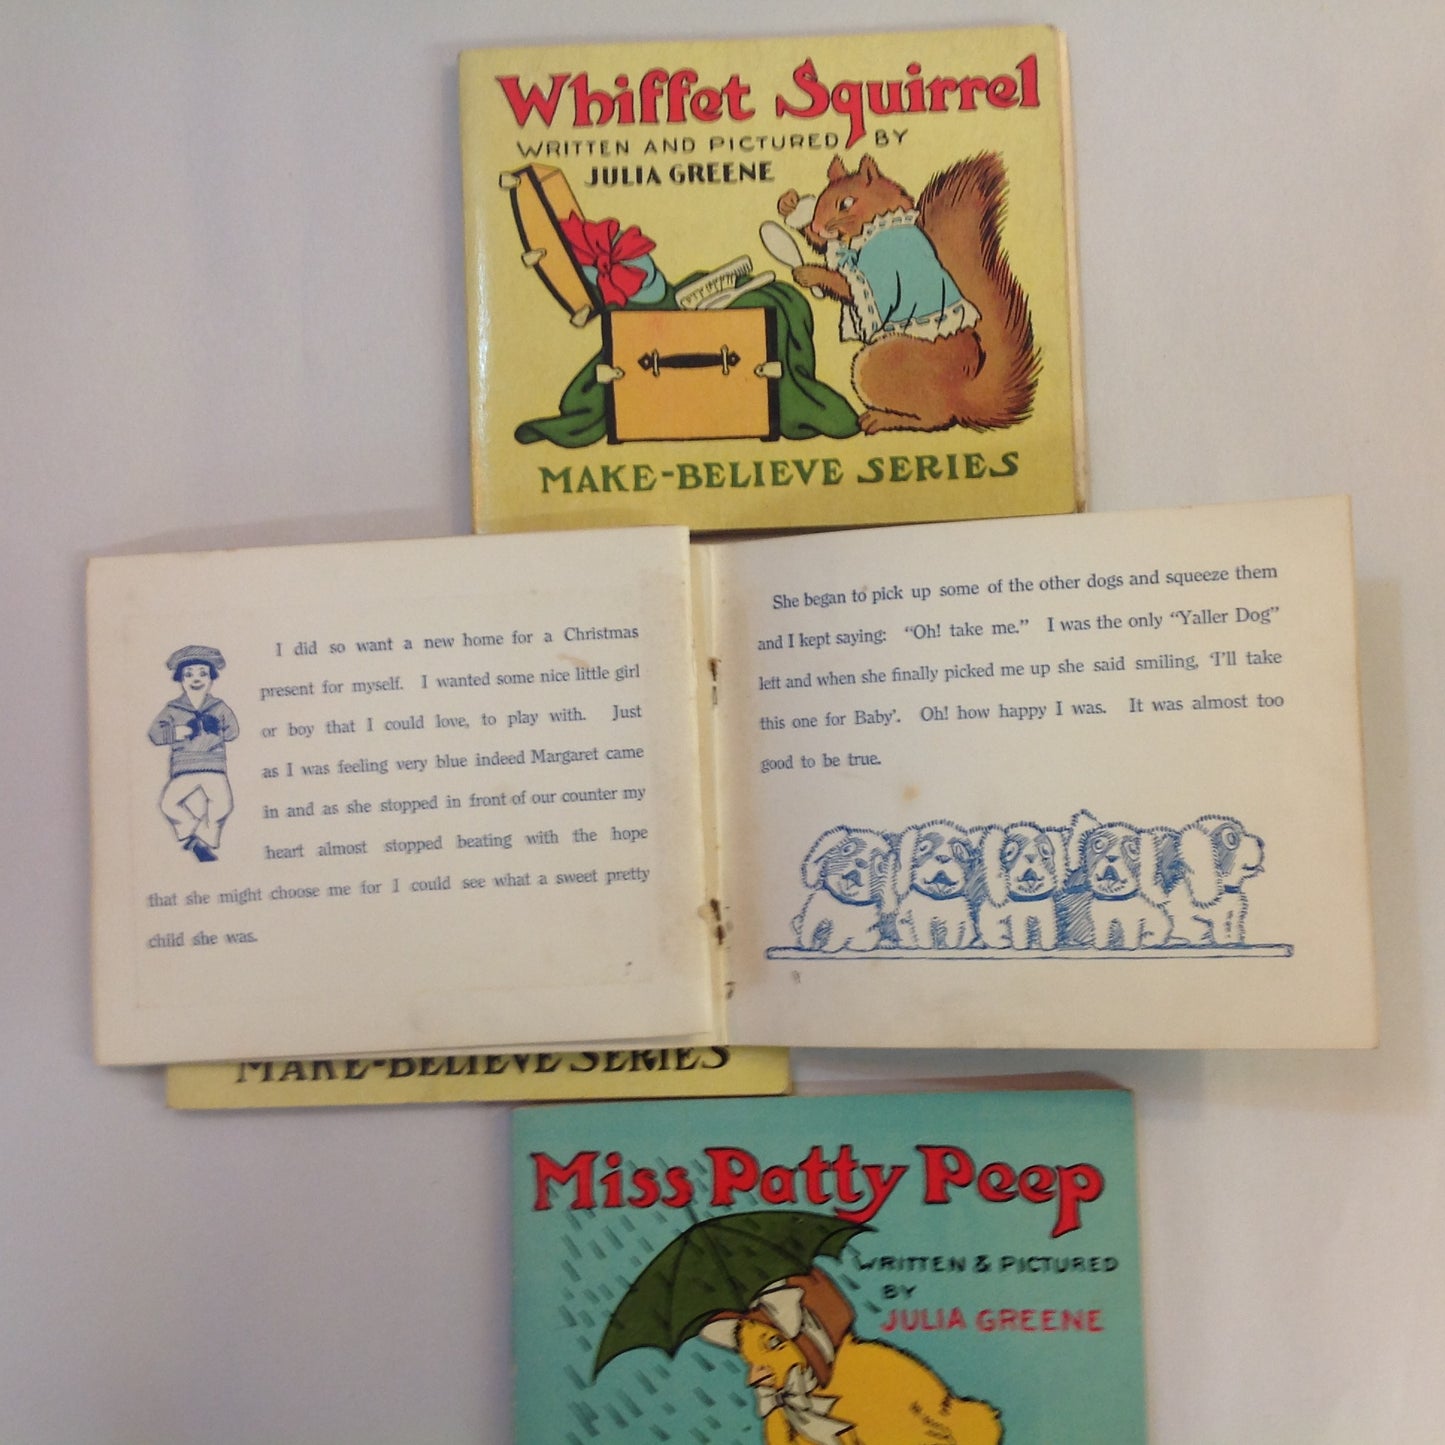 Whiffet Squirrel
WRITTEN AND PICTURED BY
JULIA GREENE
MAKE-BELIEVE SERIES
I did so want a new home for a Christmas
present for myself. I wanted some nice little girl
or boy that I could love, to play with. Just
as I was feeling very blue indeed Margaret came
in and as she stopped in front of our counter my
heart almost stopped beating with the hope
that she might choose me for I could see what a sweet pretty
child she was.
She began to pick up some of the other dogs and squeeze them
and I kept saying: "Oh! take me." I was the only "Yaller Dog"
left and when she finally picked me up she said smiling, 'I'll take
this one for Baby'. Oh! how happy I was. It was almost too
good to be true.
MAKE-BELIEVE SERIES
Miss Patty Peep
WRITTEN & PICTURED
BY
JULIA GREENE